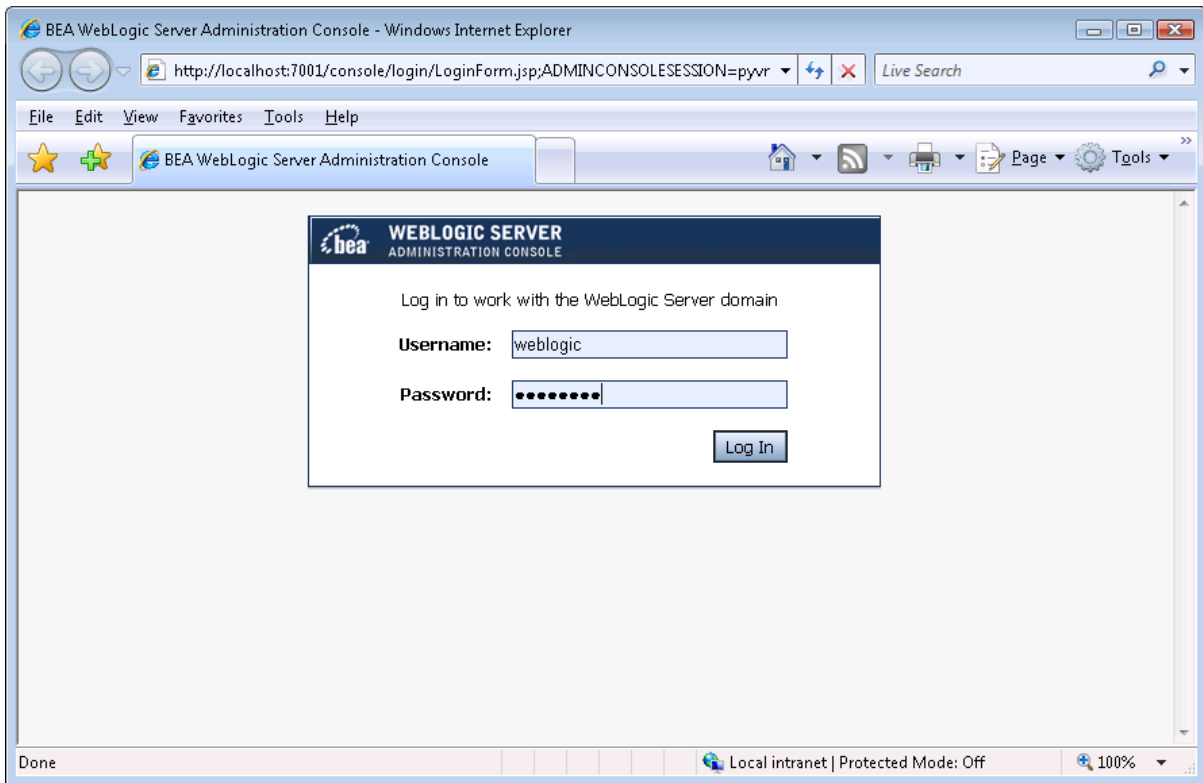 BEA WebLogic Server Administration Console - Windows Internet Explorer
http://localhost:7001/console/login/LoginForm.jsp;ADMINCONSOLESESSION=pyvr
Live Search
File Edit View Favorites Tools Help
BEA WebLogic Server Administration Console
Page Tools
bea WEBLOGIC SERVER
ADMINISTRATION CONSOLE
Log in to work with the WebLogic Server domain
Username: weblogic
Password: ●●●●●●●●
Log In
Done Local intranet | Protected Mode: Off 100%